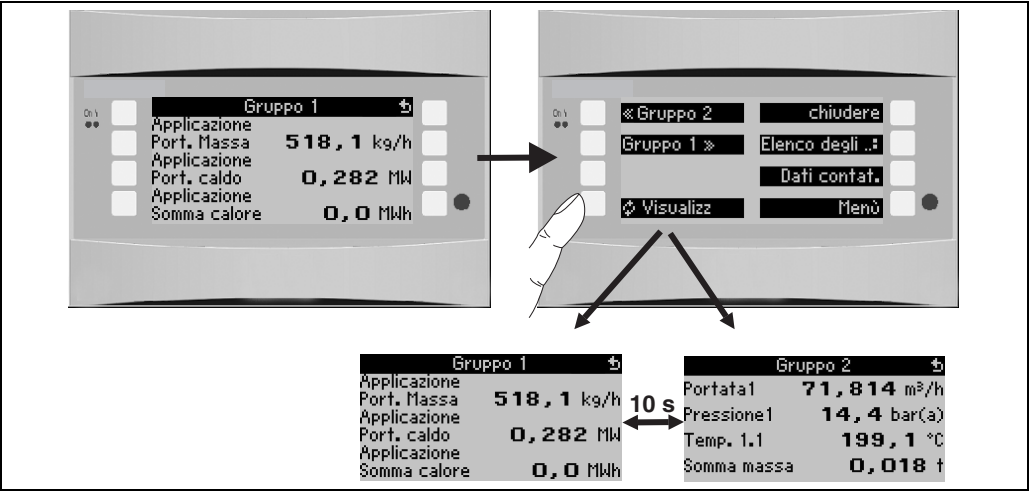 Gruppo 1
Applicazione
Port. Massa 518,1 kg/h
Applicazione
Port. caldo 0,282 MW
Applicazione
Somma calore 0,0 MWh
« Gruppo 2 chiudere
Gruppo 1 » Elenco degli ..:
Dati contat.
Visualizz Menù
Gruppo 1
Applicazione
Port. Massa 518,1 kg/h
Applicazione
Port. caldo 0,282 MW
Applicazione
Somma calore 0,0 MWh
10 s
Gruppo 2
Portata1 71,814 m³/h
Pressione1 14,4 bar(a)
Temp. 1.1 199,1 °C
Somma massa 0,018 t